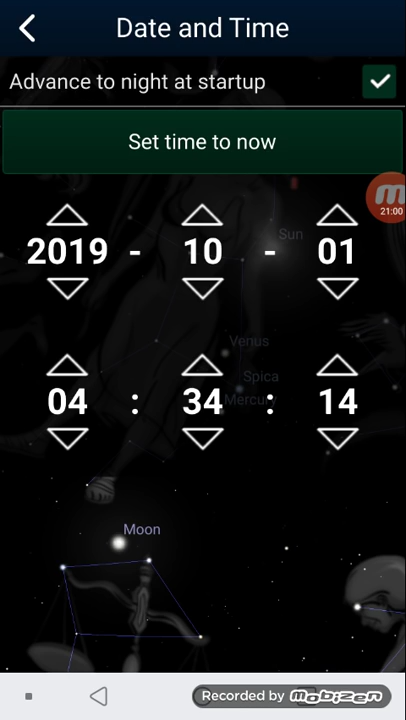 Date and Time
Advance to night at startup
Set time to now
21:00
Sun
2019 - 10 - 01
Venus
Spica
Mercury
04 : 34 : 14
Moon
Recorded by mobizen